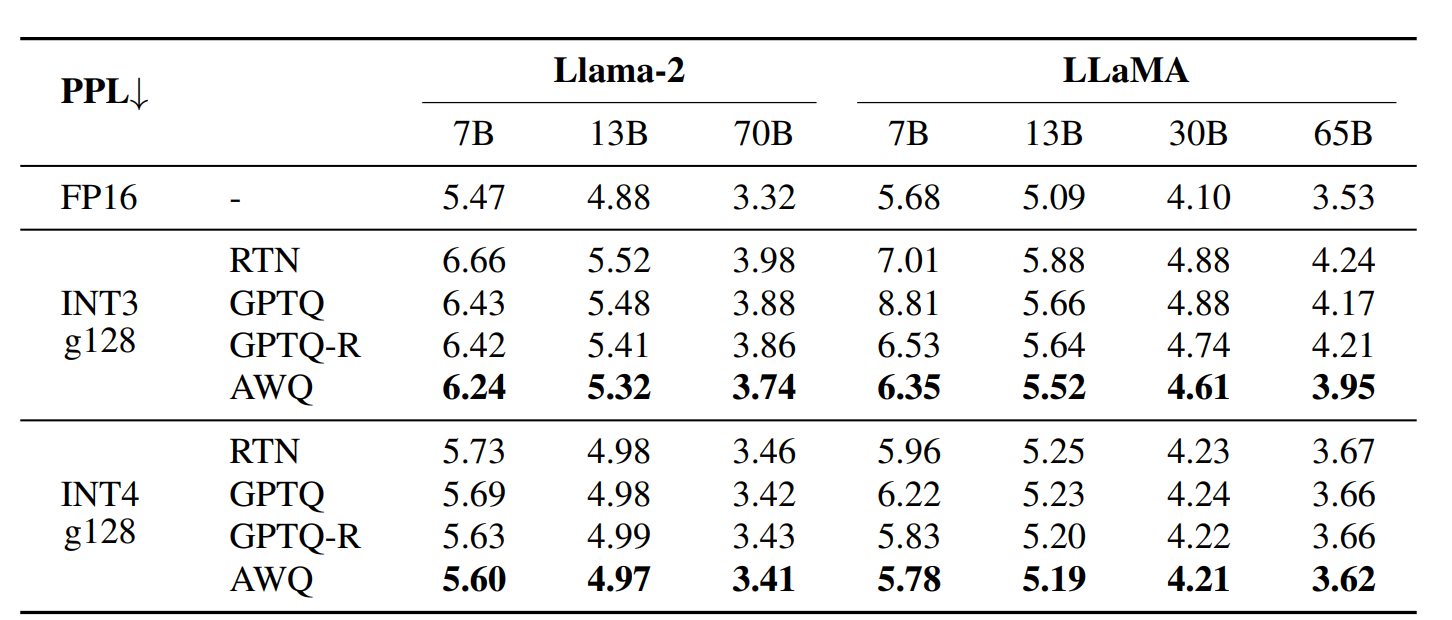 PPL↓ Llama-2 LLaMA
7B 13B 70B 7B 13B 30B 65B
FP16 - 5.47 4.88 3.32 5.68 5.09 4.10 3.53
INT3 g128
RTN 6.66 5.52 3.98 7.01 5.88 4.88 4.24
GPTQ 6.43 5.48 3.88 8.81 5.66 4.88 4.17
GPTQ-R 6.42 5.41 3.86 6.53 5.64 4.74 4.21
AWQ 6.24 5.32 3.74 6.35 5.52 4.61 3.95
INT4 g128
RTN 5.73 4.98 3.46 5.96 5.25 4.23 3.67
GPTQ 5.69 4.98 3.42 6.22 5.23 4.24 3.66
GPTQ-R 5.63 4.99 3.43 5.83 5.20 4.22 3.66
AWQ 5.60 4.97 3.41 5.78 5.19 4.21 3.62